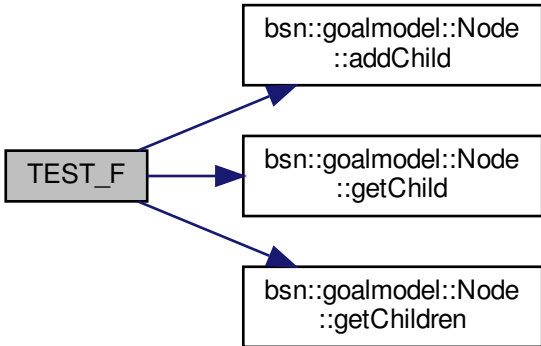 bsn::goalmodel::Node
::addChild
TEST_F
bsn::goalmodel::Node
::getChild
bsn::goalmodel::Node
::getChildren